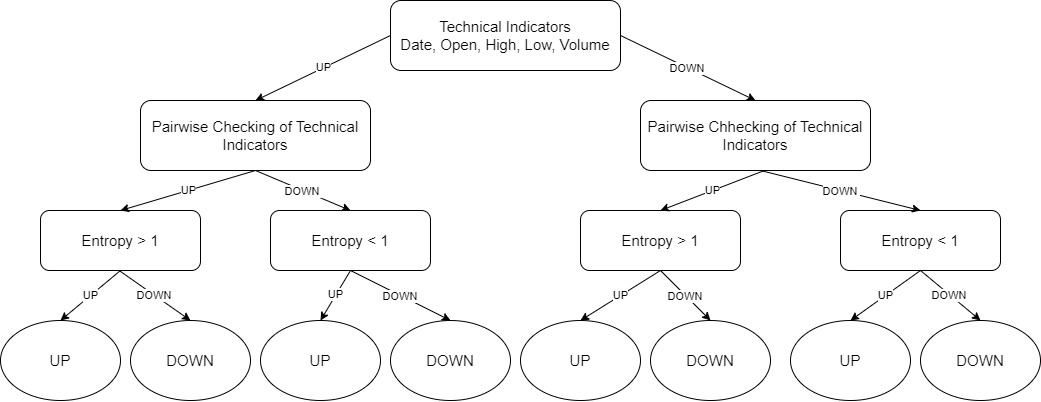 Technical Indicators
Date, Open, High, Low, Volume
UP
DOWN
Pairwise Checking of Technical
Indicators
Pairwise Chhecking of Technical
Indicators
UP
DOWN
UP
DOWN
Entropy > 1
Entropy < 1
Entropy > 1
Entropy < 1
UP
DOWN
UP
DOWN
UP
DOWN
UP
DOWN
UP
DOWN
UP
DOWN
UP
DOWN
UP
DOWN